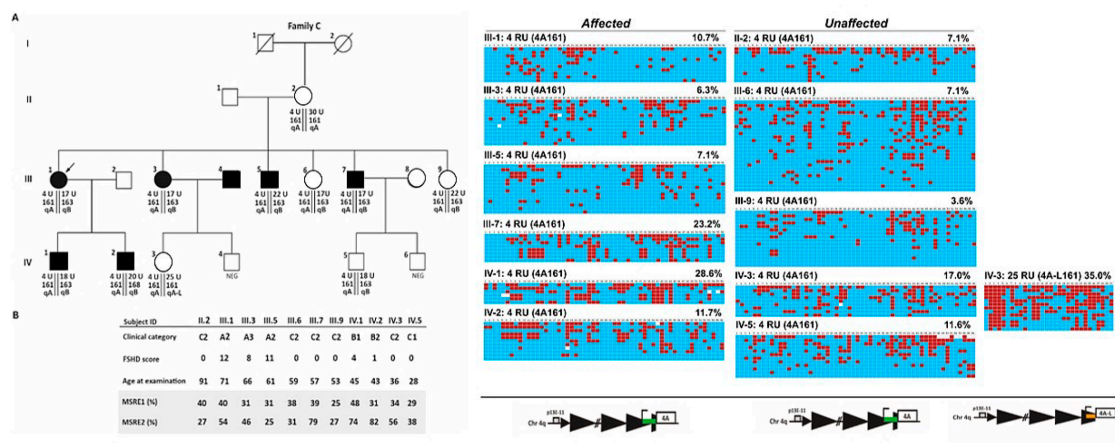 A
Family C
I
1
2
II
1
2
4 U 30 U
161 161
qA qA
III
1 2 3 4 5 6 7 8 9
4 U 17 U
161 163
qA qB
4 U 17 U
161 163
qA qB
4 U 22 U
161 163
qA qB
4 U 17U
161 163
qA qB
4 U 17 U
161 163
qA qB
4 U 22 U
161 163
qA qB
IV
1 2 3 4 5 6
4 U 18 U
161 163
qA qB
4 U 20 U
161 168
qA qB
4 U 25 U
161 161
qA qA-L
NEG
4 U 18 U
161 163
qA qB
NEG
B
Subject ID II.2 III.1 III.3 III.5 III.6 III.7 III.9 IV.1 IV.2 IV.3 IV.5
Clinical category C2 A2 A3 A2 C2 C2 C2 B1 B2 C2 C1
FSHD score 0 12 8 11 0 0 0 4 1 0 0
Age at examination 91 71 66 61 59 57 53 45 43 36 28
MSRE1 (%) 40 40 31 31 38 39 25 48 31 34 29
MSRE2 (%) 27 54 46 25 31 79 27 74 82 56 38
Affected
III-1: 4 RU (4A161) 10.7%
III-3: 4 RU (4A161) 6.3%
III-5: 4 RU (4A161) 7.1%
III-7: 4 RU (4A161) 23.2%
IV-1: 4 RU (4A161) 28.6%
IV-2: 4 RU (4A161) 11.7%
Unaffected
II-2: 4 RU (4A161) 7.1%
III-6: 4 RU (4A161) 7.1%
III-9: 4 RU (4A161) 3.6%
IV-3: 4 RU (4A161) 17.0%
IV-3: 25 RU (4A-L161) 35.0%
IV-5: 4 RU (4A161) 11.6%
p13E-11
Chr 4q
4A
p13E-11
Chr 4q
4A
p13E-11
Chr 4q
4A-L